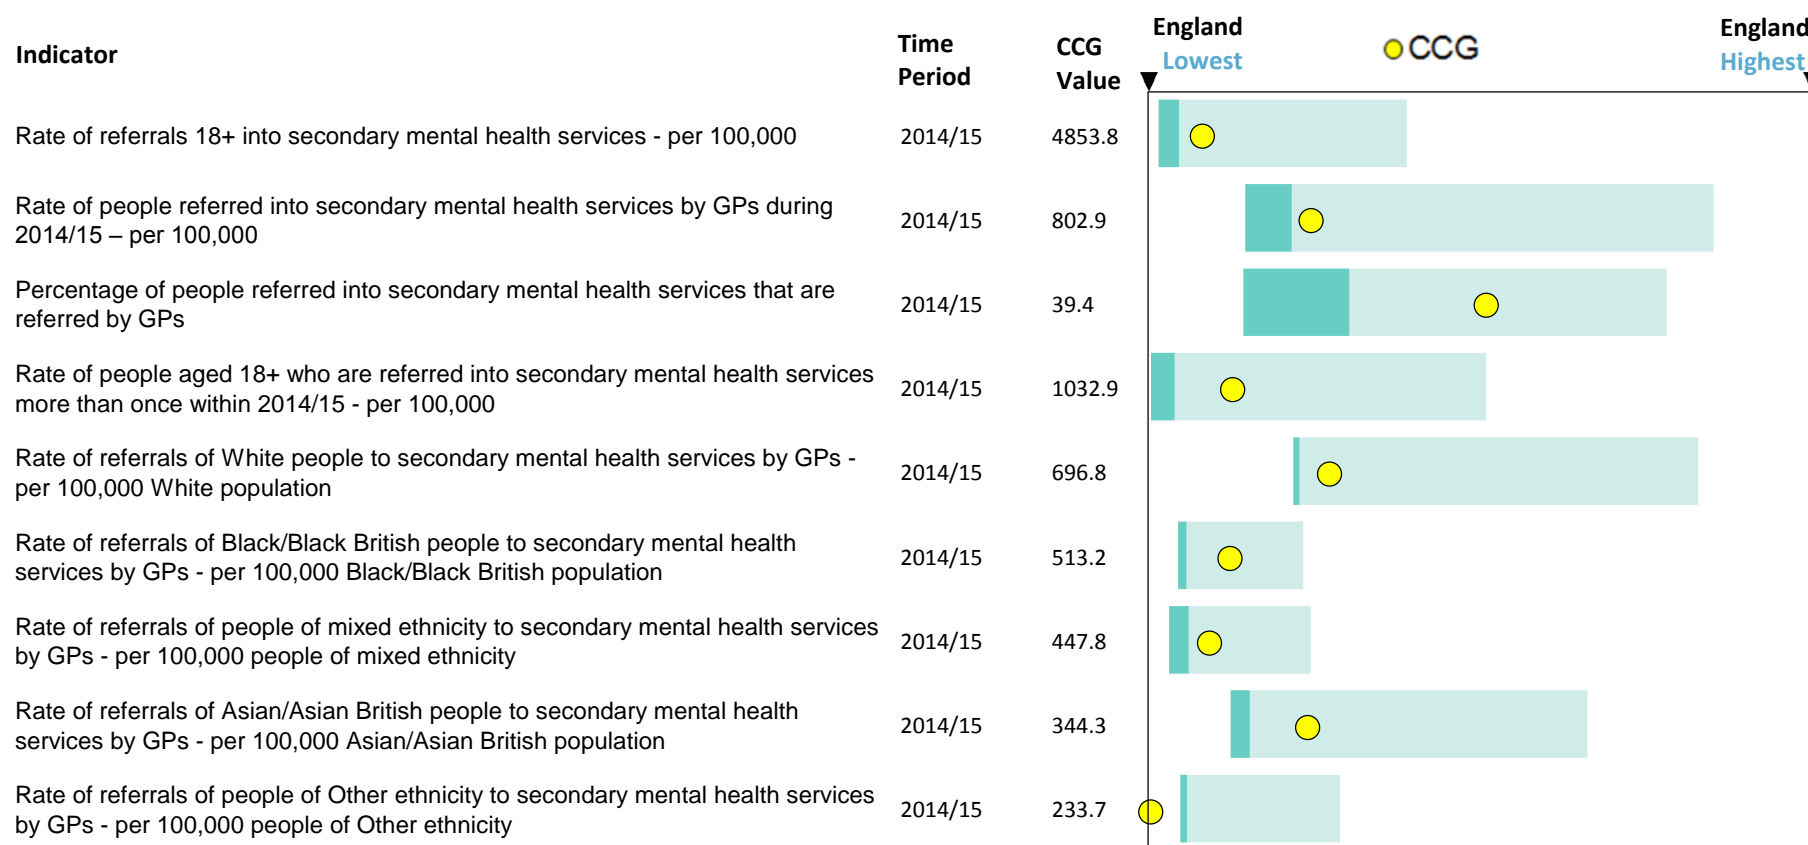 Indicator
Time
Period
CCG
Value
England
Lowest
CCG
England
Highest
Rate of referrals 18+ into secondary mental health services - per 100,000
2014/15
4853.8
Rate of people referred into secondary mental health services by GPs during
2014/15 – per 100,000
2014/15
802.9
Percentage of people referred into secondary mental health services that are
referred by GPs
2014/15
39.4
Rate of people aged 18+ who are referred into secondary mental health services
more than once within 2014/15 - per 100,000
2014/15
1032.9
Rate of referrals of White people to secondary mental health services by GPs -
per 100,000 White population
2014/15
696.8
Rate of referrals of Black/Black British people to secondary mental health
services by GPs - per 100,000 Black/Black British population
2014/15
513.2
Rate of referrals of people of mixed ethnicity to secondary mental health services
by GPs - per 100,000 people of mixed ethnicity
2014/15
447.8
Rate of referrals of Asian/Asian British people to secondary mental health
services by GPs - per 100,000 Asian/Asian British population
2014/15
344.3
Rate of referrals of people of Other ethnicity to secondary mental health services
by GPs - per 100,000 people of Other ethnicity
2014/15
233.7